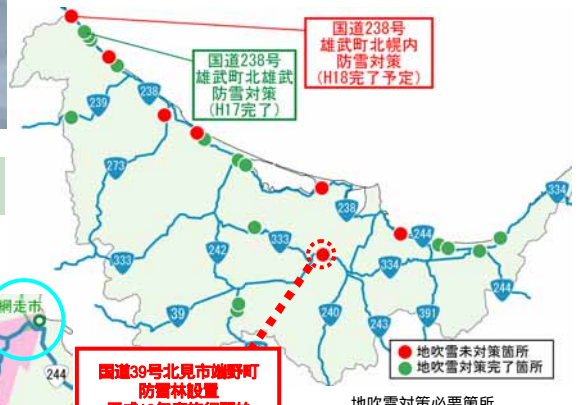 国道238号
雄武町北幌内
防雪対策
(H18完了予定)
国道238号
雄武町北雄武
防雪対策
(H17完了)
239
238
273
334
238
244
333
242
333
334
244
39
240
243
391
網走市
244
国道39号北見市端野町
防雪林設置
地吹雪未対策箇所
地吹雪対策完了箇所
地吹雪対策必要箇所